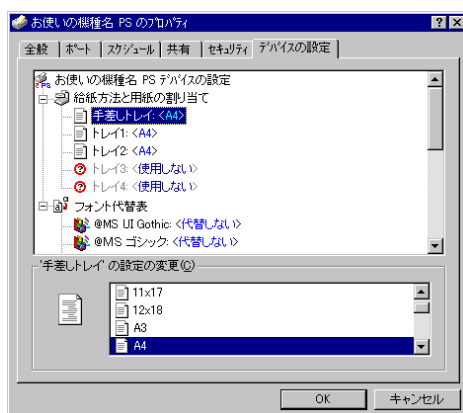 お使いの機種名 PS のプロパティ
全般 ポート スケジュール 共有 セキュリティ デバイスの設定
お使いの機種名 PS デバイスの設定
給紙方法と用紙の割り当て
手差しトレイ: <A4>
トレイ1: <A4>
トレイ2: <A4>
トレイ3: <使用しない>
トレイ4: <使用しない>
フォント代替表
@MS UI Gothic: <代替しない>
@MS ゴシック: <代替しない>
'手差しトレイ' の設定の変更(C)
11x17
12x18
A3
A4
OK キャンセル